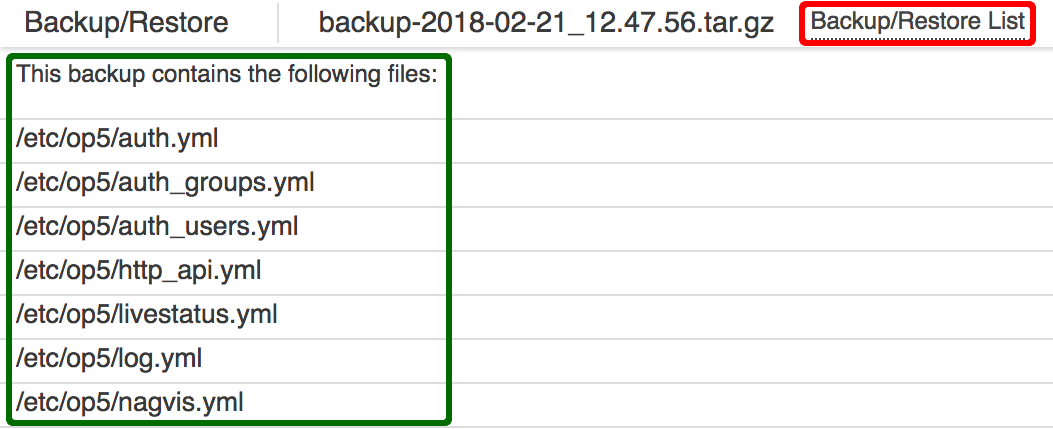 Backup/Restore backup-2018-02-21_12.47.56.tar.gz Backup/Restore List
This backup contains the following files:
/etc/op5/auth.yml
/etc/op5/auth_groups.yml
/etc/op5/auth_users.yml
/etc/op5/http_api.yml
/etc/op5/livestatus.yml
/etc/op5/log.yml
/etc/op5/nagvis.yml